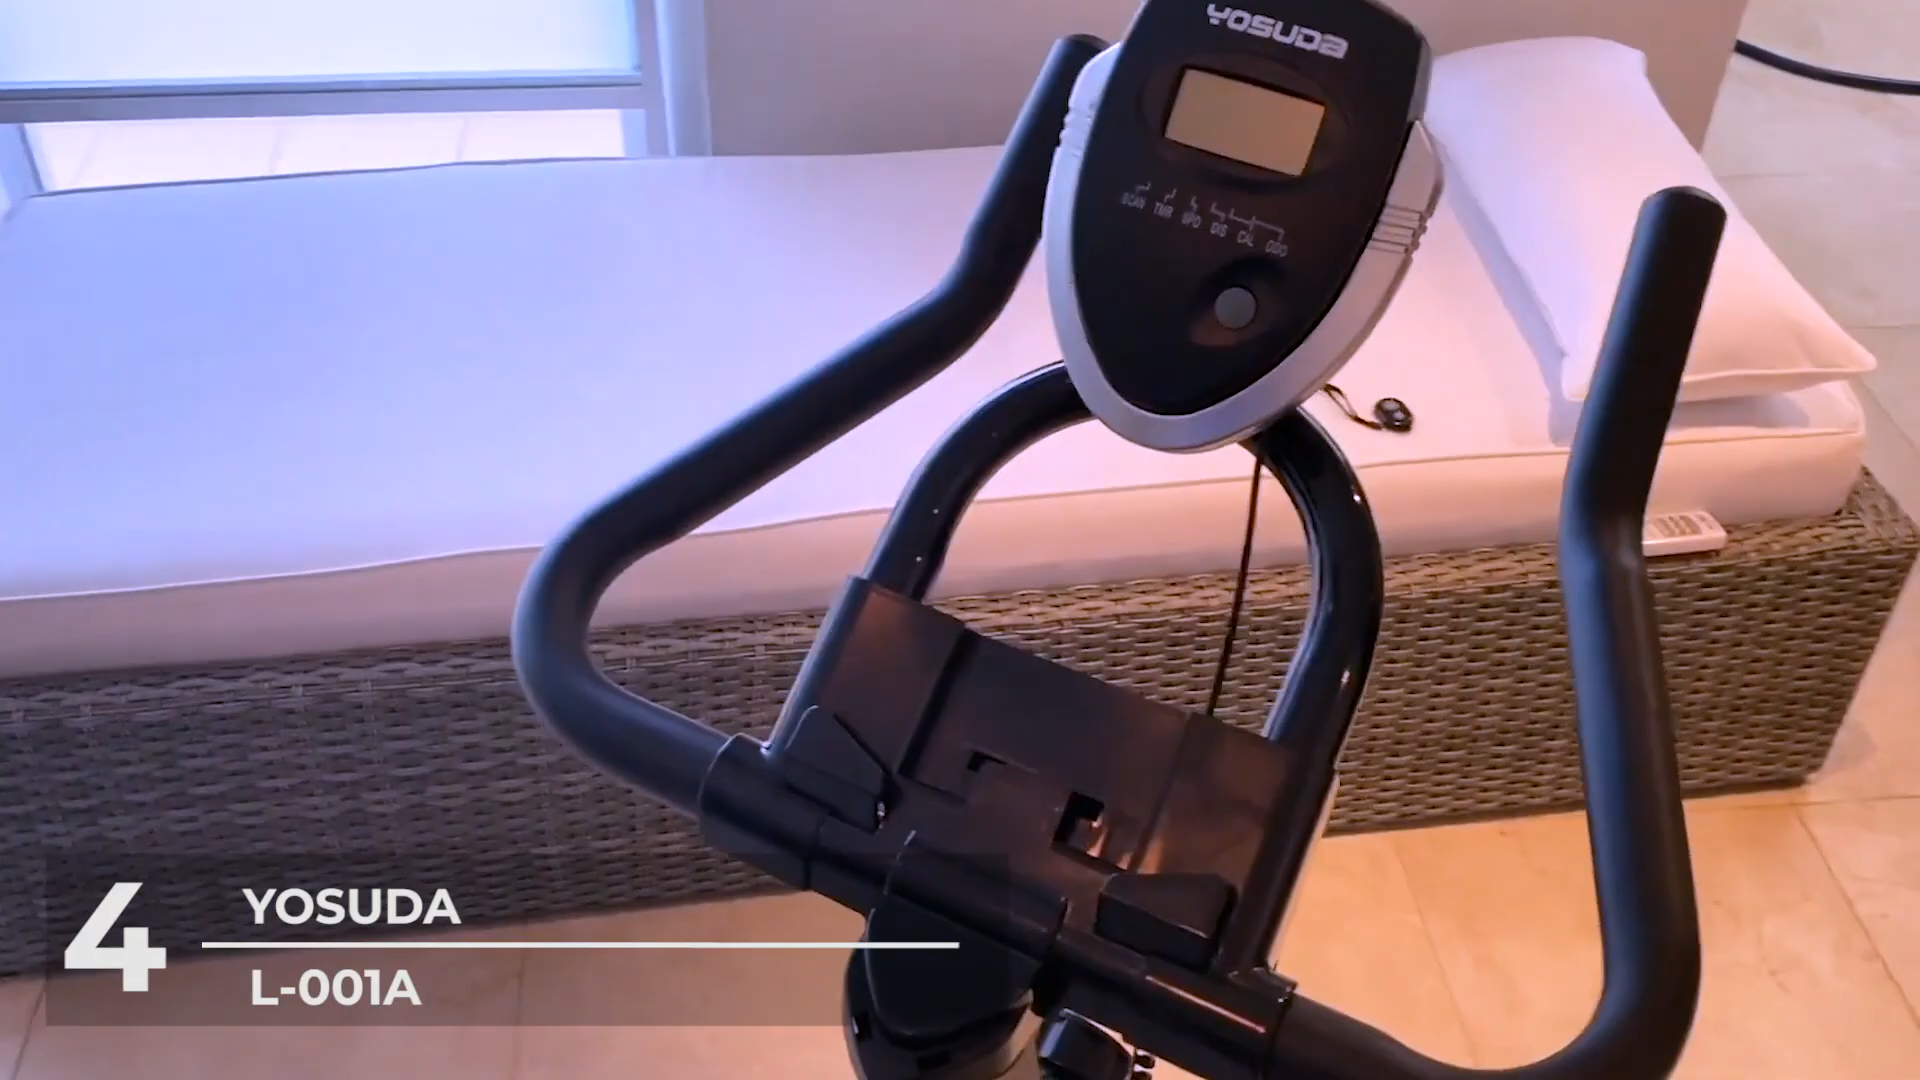 YOSUDA
SCAN TMR SPD DIS CAL ODO
4
YOSUDA
L-001A